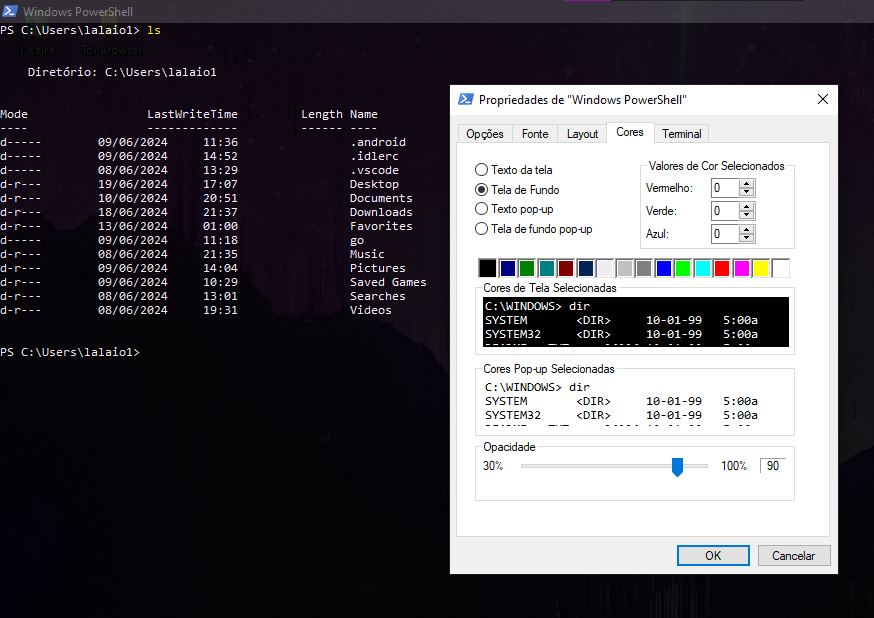 Windows PowerShell
PS C:\Users\lalaio1> ls
Lixeira Tor Browser
Diretório: C:\Users\lalaio1
Mode LastWriteTime Length Name
---- ------------- ------ ----
d----- 09/06/2024 11:36 .android
d----- 09/06/2024 14:52 .idlerc
d----- 08/06/2024 13:29 .vscode
d-r--- 19/06/2024 17:07 Desktop
d-r--- 10/06/2024 20:51 Documents
d-r--- 18/06/2024 21:37 Downloads
d-r--- 13/06/2024 01:00 Favorites
d----- 09/06/2024 11:18 go
d-r--- 08/06/2024 21:35 Music
d-r--- 09/06/2024 14:04 Pictures
d-r--- 09/06/2024 10:29 Saved Games
d-r--- 08/06/2024 13:01 Searches
d-r--- 08/06/2024 19:31 Videos
PS C:\Users\lalaio1>
Propriedades de "Windows PowerShell"
Opções Fonte Layout Cores Terminal
Texto da tela
Tela de Fundo
Texto pop-up
Tela de fundo pop-up
Valores de Cor Selecionados
Vermelho: 0
Verde: 0
Azul: 0
Cores de Tela Selecionadas
C:\WINDOWS> dir
SYSTEM <DIR> 10-01-99 5:00a
SYSTEM32 <DIR> 10-01-99 5:00a
Cores Pop-up Selecionadas
C:\WINDOWS> dir
SYSTEM <DIR> 10-01-99 5:00a
SYSTEM32 <DIR> 10-01-99 5:00a
Opacidade
30% 100% 90
OK Cancelar